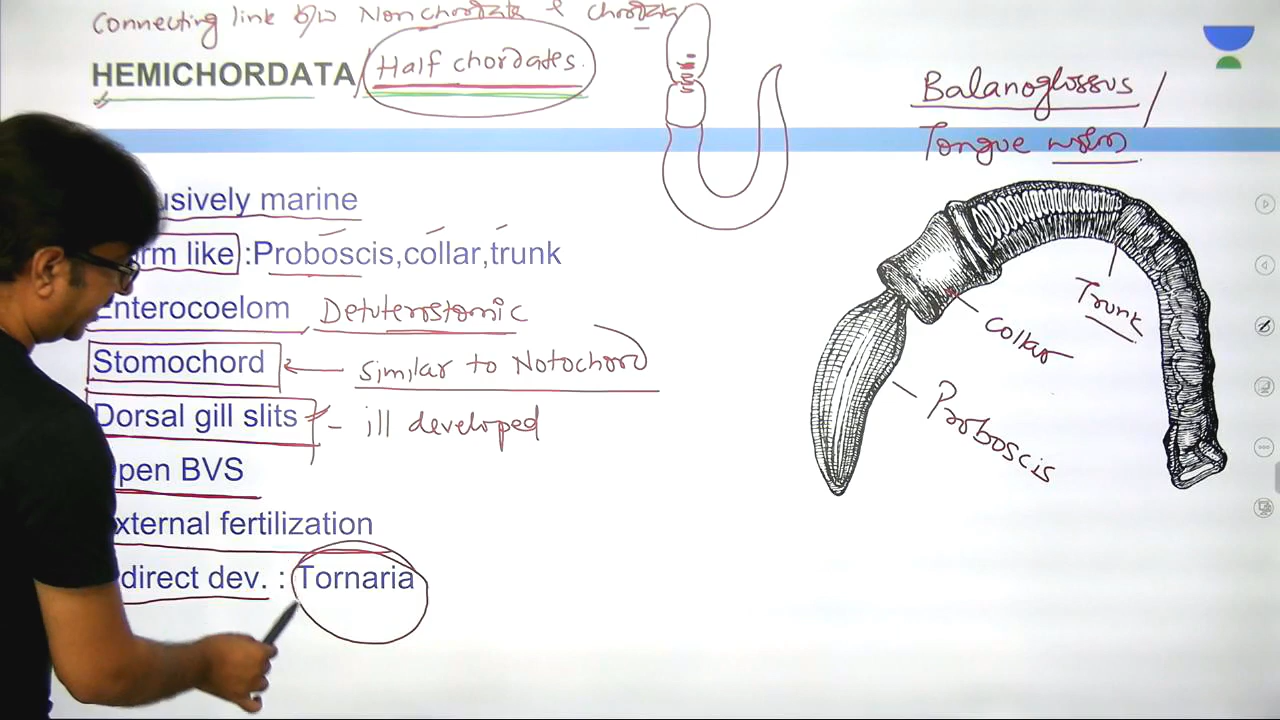 Connecting link b/w Nonchordata & chordata
HEMICHORDATA / Half chordates.
Balanoglossus /
Tongue worm
usively marine
rm like :Proboscis,collar,trunk
Enterocoelom Detuterostomic
Stomochord ← similar to Notochord
Dorsal gill slits - ill developed
pen BVS
xternal fertilization
direct dev. : Tornaria
Trunk
collar
Proboscis